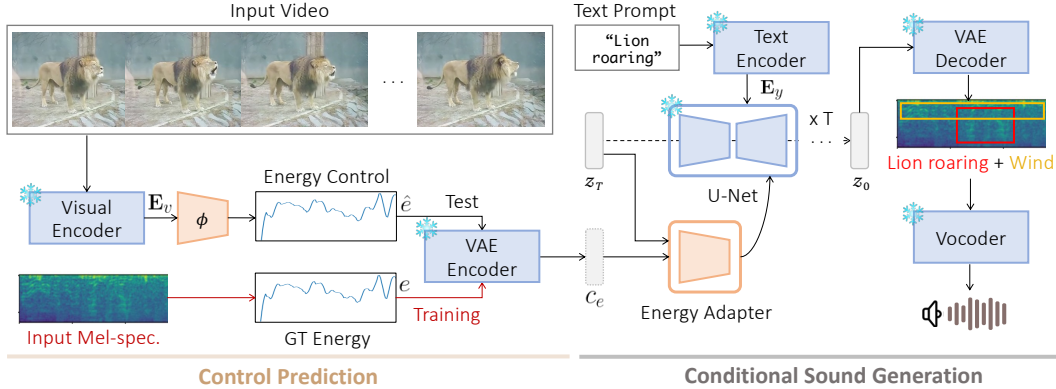 Input Video
. . .
Visual
Encoder
E_v
ϕ
Energy Control
ê
Test
VAE
Encoder
Input Mel-spec.
GT Energy
e
Training
c_e
Control Prediction
Text Prompt
“Lion
roaring”
Text
Encoder
E_y
x T
. . .
z_T
U-Net
z_0
Energy Adapter
VAE
Decoder
Lion roaring + Wind
Vocoder
Conditional Sound Generation